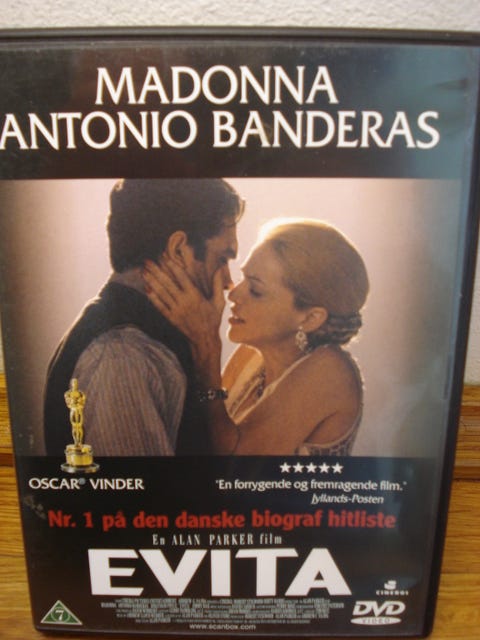 MADONNA
ANTONIO BANDERAS
OSCAR® VINDER
★★★★★
"En forrygende og fremragende film."
Jyllands-Posten
Nr. 1 på den danske biograf hitliste
En ALAN PARKER film
EVITA
7
www.scanbox.com
CINERGI
DVD
VIDEO